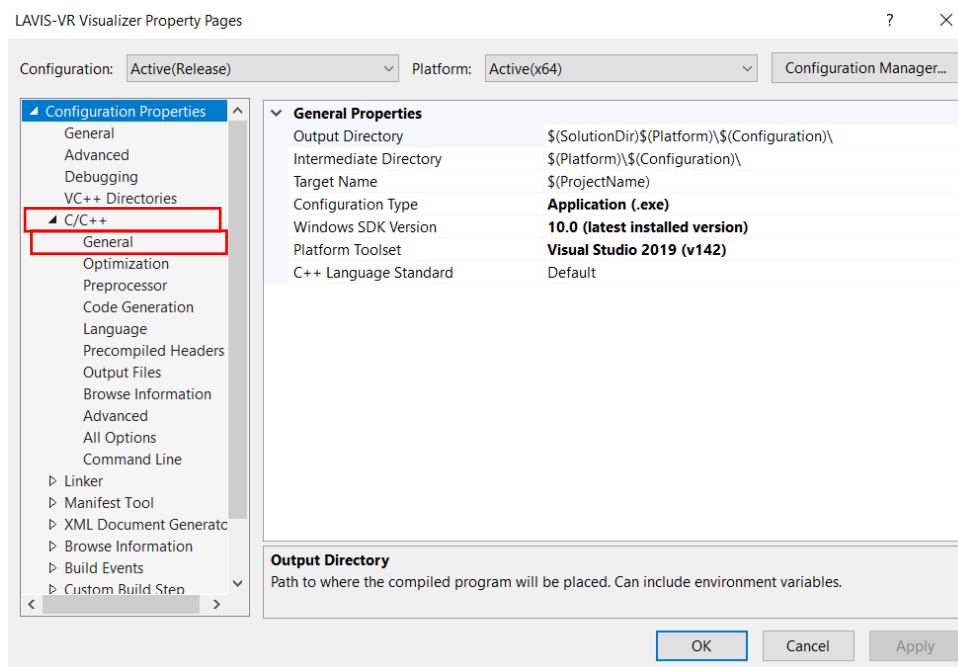 LAVIS-VR Visualizer Property Pages ? ×
Configuration: Active(Release) Platform: Active(x64) Configuration Manager...
Configuration Properties
General
Advanced
Debugging
VC++ Directories
C/C++
General
Optimization
Preprocessor
Code Generation
Language
Precompiled Headers
Output Files
Browse Information
Advanced
All Options
Command Line
Linker
Manifest Tool
XML Document Generatc
Browse Information
Build Events
Custom Build Step
General Properties
Output Directory $(SolutionDir)$(Platform)\$(Configuration)\
Intermediate Directory $(Platform)\$(Configuration)\
Target Name $(ProjectName)
Configuration Type Application (.exe)
Windows SDK Version 10.0 (latest installed version)
Platform Toolset Visual Studio 2019 (v142)
C++ Language Standard Default
Output Directory
Path to where the compiled program will be placed. Can include environment variables.
OK Cancel Apply